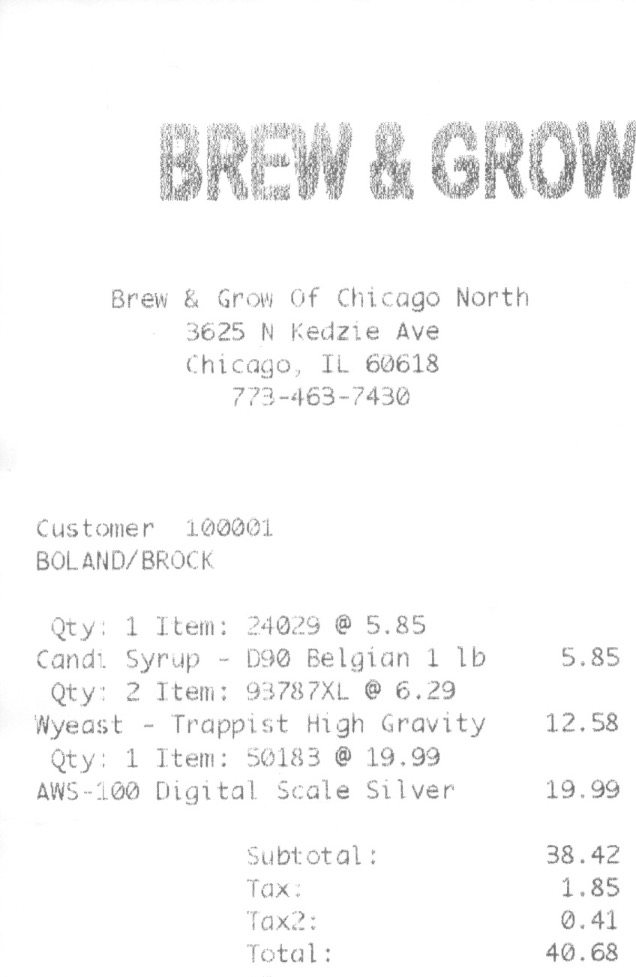 BREW & GROW
Brew & Grow Of Chicago North
3625 N Kedzie Ave
Chicago, IL 60618
773-463-7430
Customer 100001
BOLAND/BROCK
Qty: 1 Item: 24029 @ 5.85
Candi Syrup - D90 Belgian 1 lb 5.85
Qty: 2 Item: 93787XL @ 6.29
Wyeast - Trappist High Gravity 12.58
Qty: 1 Item: 50183 @ 19.99
AWS-100 Digital Scale Silver 19.99
Subtotal: 38.42
Tax: 1.85
Tax2: 0.41
Total: 40.68